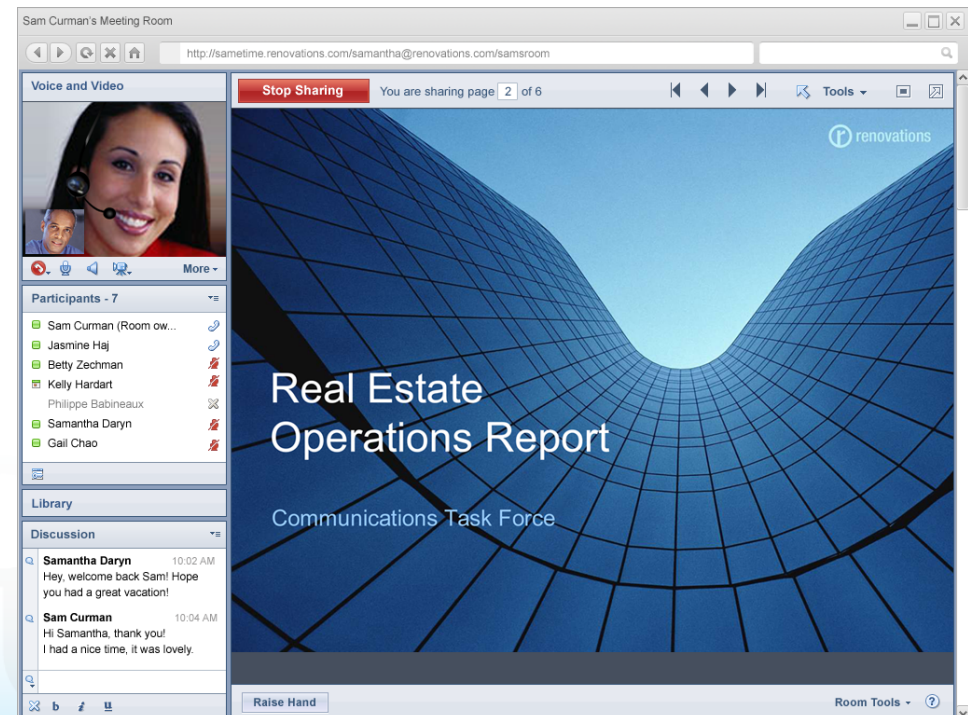 Sam Curman's Meeting Room
http://sametime.renovations.com/samantha@renovations.com/samsroom
Voice and Video
More
Participants - 7
Sam Curman (Room ow...
Jasmine Haj
Betty Zechman
Kelly Hardart
Philippe Babineaux
Samantha Daryn
Gail Chao
Library
Discussion
Samantha Daryn 10:02 AM
Hey, welcome back Sam! Hope
you had a great vacation!
Sam Curman 10:04 AM
Hi Samantha, thank you!
I had a nice time, it was lovely.
b i u
Stop Sharing You are sharing page 2 of 6 Tools
r renovations
Real Estate
Operations Report
Communications Task Force
Raise Hand Room Tools ?